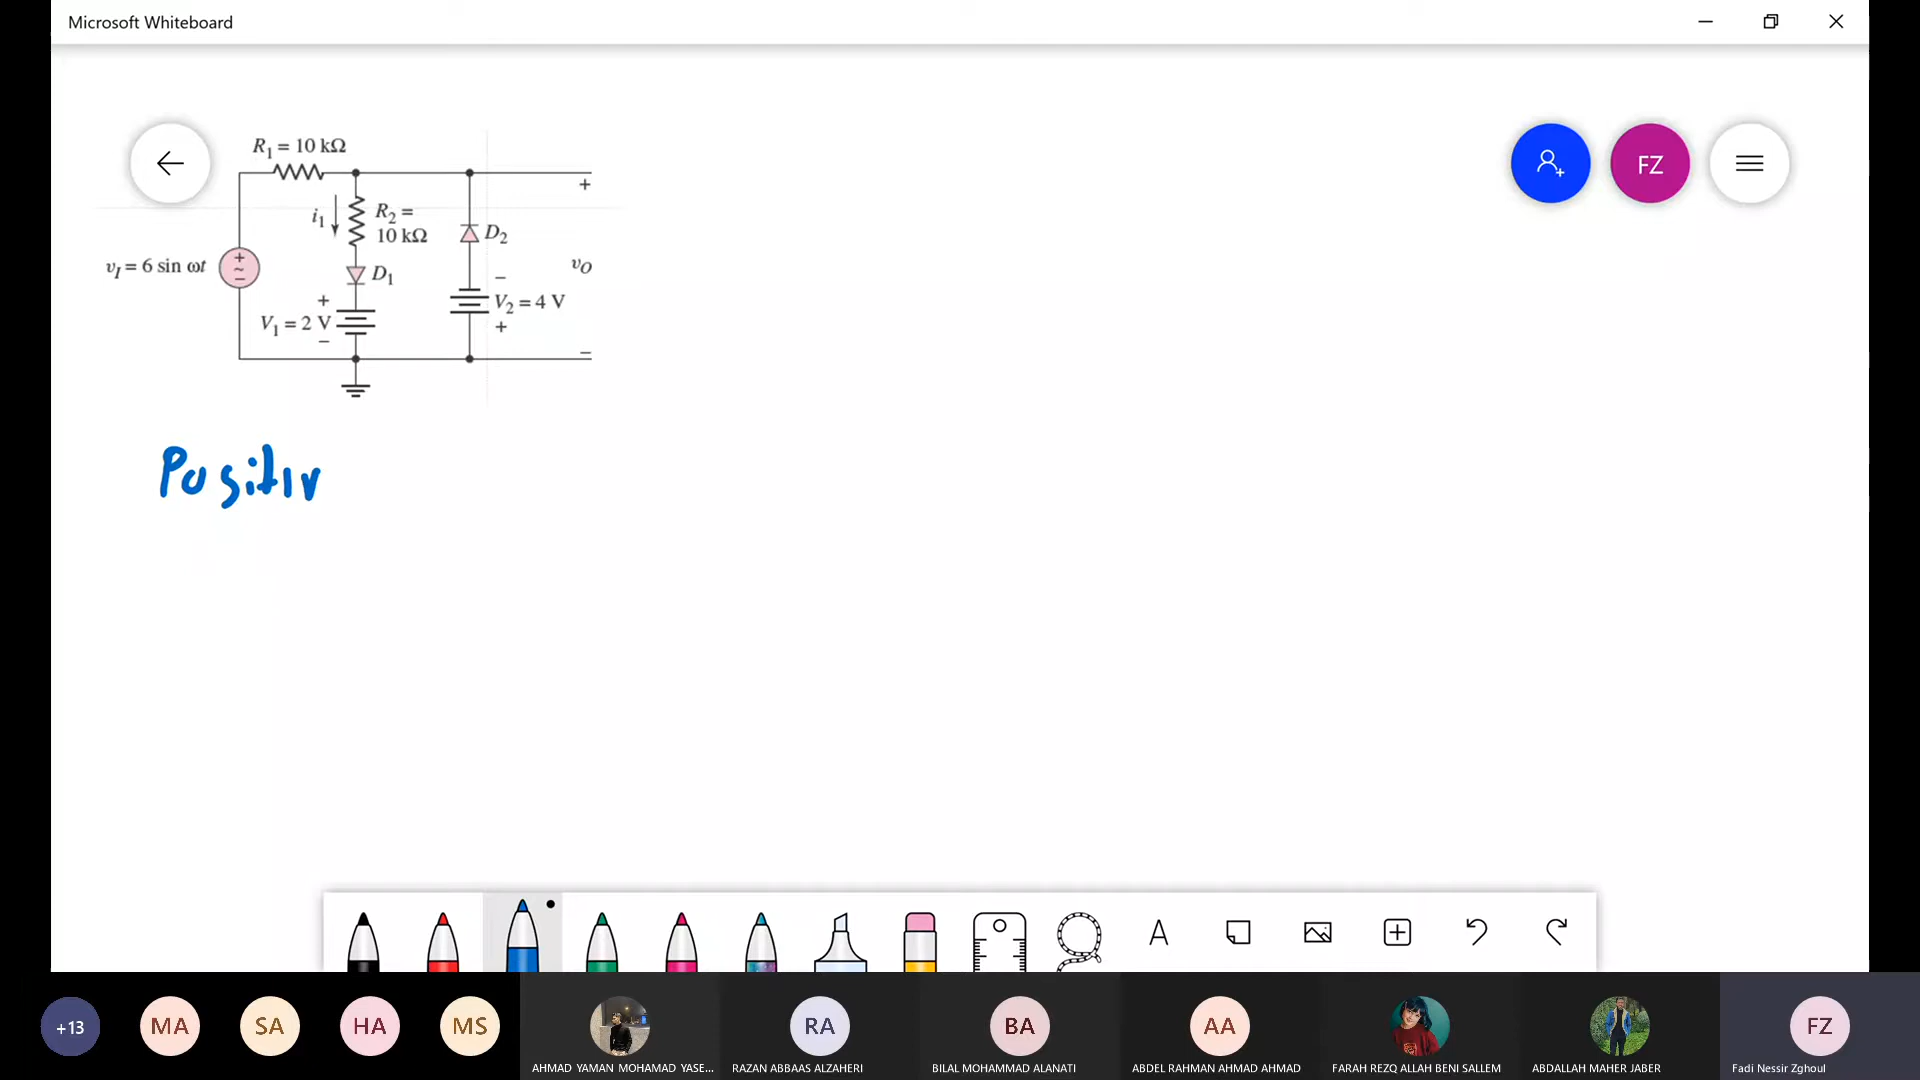 Microsoft Whiteboard
R₁ = 10 kΩ
+
i₁
R₂ =
10 kΩ
D₂
v_I = 6 sin ωt
+
~
−
D₁
v_O
−
+
V₂ = 4 V
V₁ = 2 V
+
−
−
FZ
Positiv
A
+13
MA
SA
HA
MS
RA
BA
AA
FZ
AHMAD YAMAN MOHAMAD YASE...
RAZAN ABBAAS ALZAHERI
BILAL MOHAMMAD ALANATI
ABDEL RAHMAN AHMAD AHMAD
FARAH REZQ ALLAH BENI SALLEM
ABDALLAH MAHER JABER
Fadi Nessir Zghoul